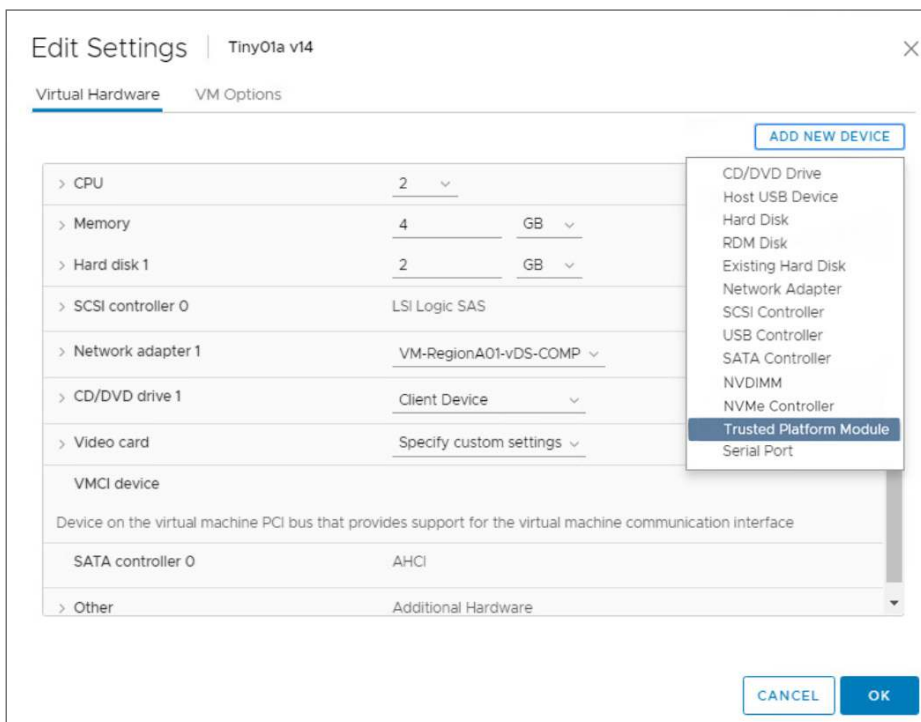 Edit Settings | Tiny01a v14
Virtual Hardware VM Options
ADD NEW DEVICE
CD/DVD Drive
Host USB Device
Hard Disk
RDM Disk
Existing Hard Disk
Network Adapter
SCSI Controller
USB Controller
SATA Controller
NVDIMM
NVMe Controller
Trusted Platform Module
Serial Port
> CPU 2
> Memory 4 GB
> Hard disk 1 2 GB
> SCSI controller 0 LSI Logic SAS
> Network adapter 1 VM-RegionA01-vDS-COMP
> CD/DVD drive 1 Client Device
> Video card Specify custom settings
VMCI device
Device on the virtual machine PCI bus that provides support for the virtual machine communication interface
SATA controller 0 AHCI
> Other Additional Hardware
CANCEL OK